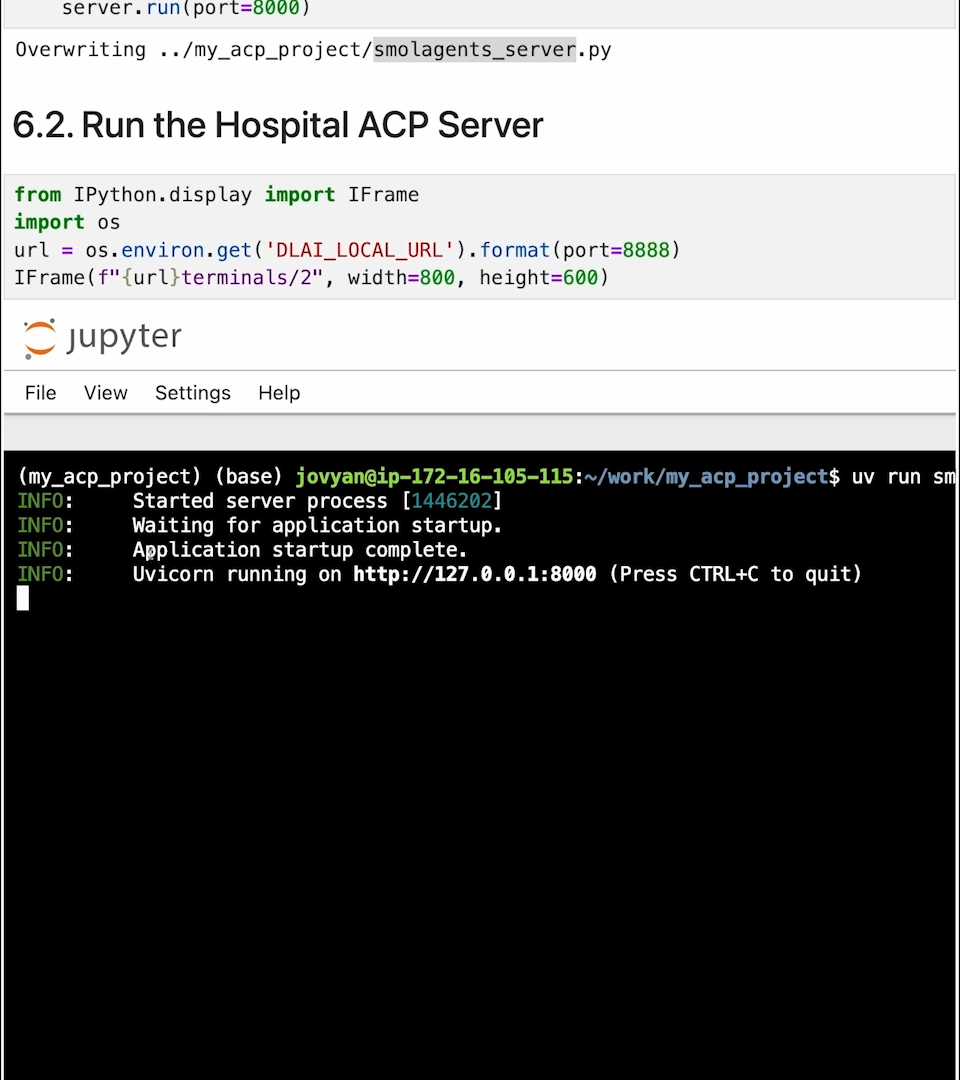 server.run(port=8000)
Overwriting ../my_acp_project/smolagents_server.py
6.2. Run the Hospital ACP Server
from IPython.display import IFrame
import os
url = os.environ.get('DLAI_LOCAL_URL').format(port=8888)
IFrame(f"{url}terminals/2", width=800, height=600)
jupyter
File View Settings Help
(my_acp_project) (base) jovyan@ip-172-16-105-115:~/work/my_acp_project$ uv run sm
INFO: Started server process [1446202]
INFO: Waiting for application startup.
INFO: Application startup complete.
INFO: Uvicorn running on http://127.0.0.1:8000 (Press CTRL+C to quit)